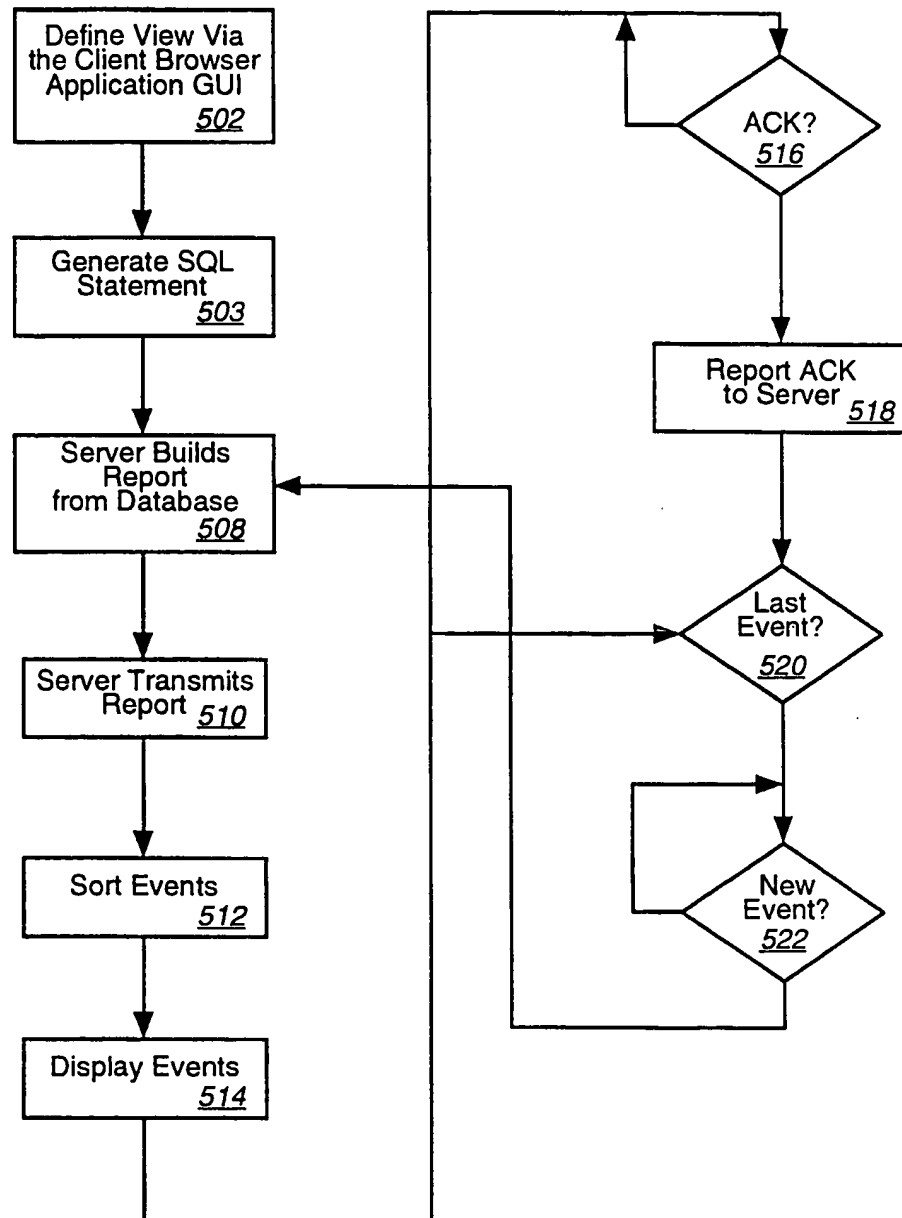 Define View Via
the Client Browser
Application GUI
502
Generate SQL
Statement
503
Server Builds
Report
from Database
508
Server Transmits
Report
510
Sort Events
512
Display Events
514
ACK?
516
Report ACK
to Server
518
Last
Event?
520
New
Event?
522